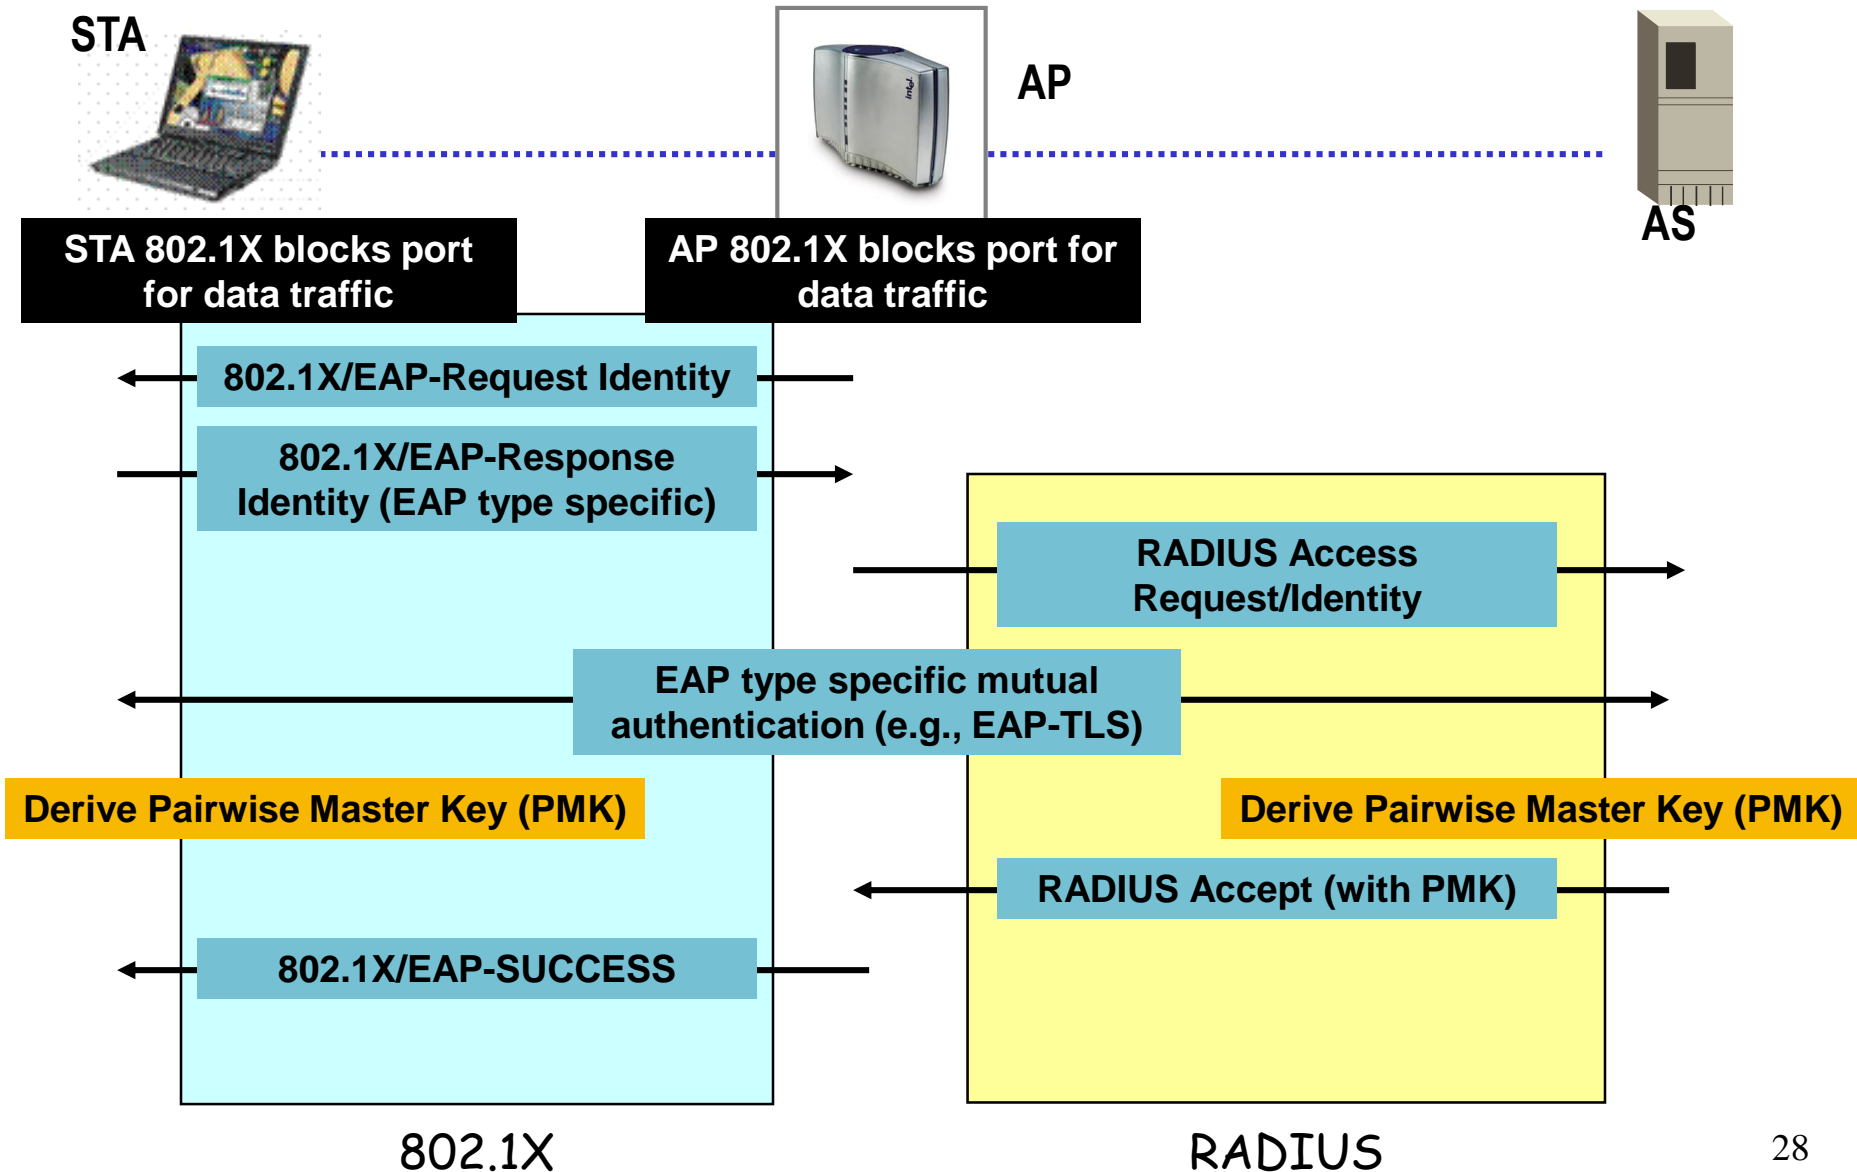 STA
intel
AP
AS
STA 802.1X blocks port
for data traffic
AP 802.1X blocks port for
data traffic
802.1X/EAP-Request Identity
802.1X/EAP-Response
Identity (EAP type specific)
RADIUS Access
Request/Identity
EAP type specific mutual
authentication (e.g., EAP-TLS)
Derive Pairwise Master Key (PMK)
Derive Pairwise Master Key (PMK)
RADIUS Accept (with PMK)
802.1X/EAP-SUCCESS
802.1X
RADIUS
28